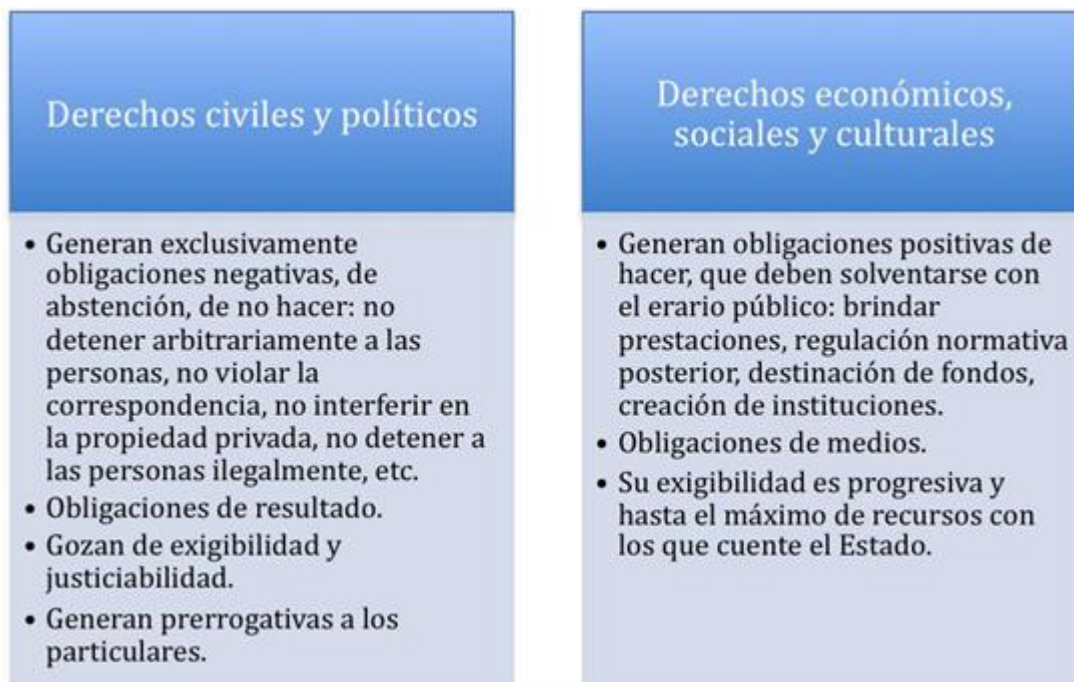 Derechos civiles y políticos
• Generan exclusivamente
obligaciones negativas, de
abstención, de no hacer: no
detener arbitrariamente a las
personas, no violar la
correspondencia, no interferir en
la propiedad privada, no detener a
las personas ilegalmente, etc.
• Obligaciones de resultado.
• Gozan de exigibilidad y
justiciabilidad.
• Generan prerrogativas a los
particulares.
Derechos económicos,
sociales y culturales
• Generan obligaciones positivas de
hacer, que deben solventarse con
el erario público: brindar
prestaciones, regulación normativa
posterior, destinación de fondos,
creación de instituciones.
• Obligaciones de medios.
• Su exigibilidad es progresiva y
hasta el máximo de recursos con
los que cuente el Estado.